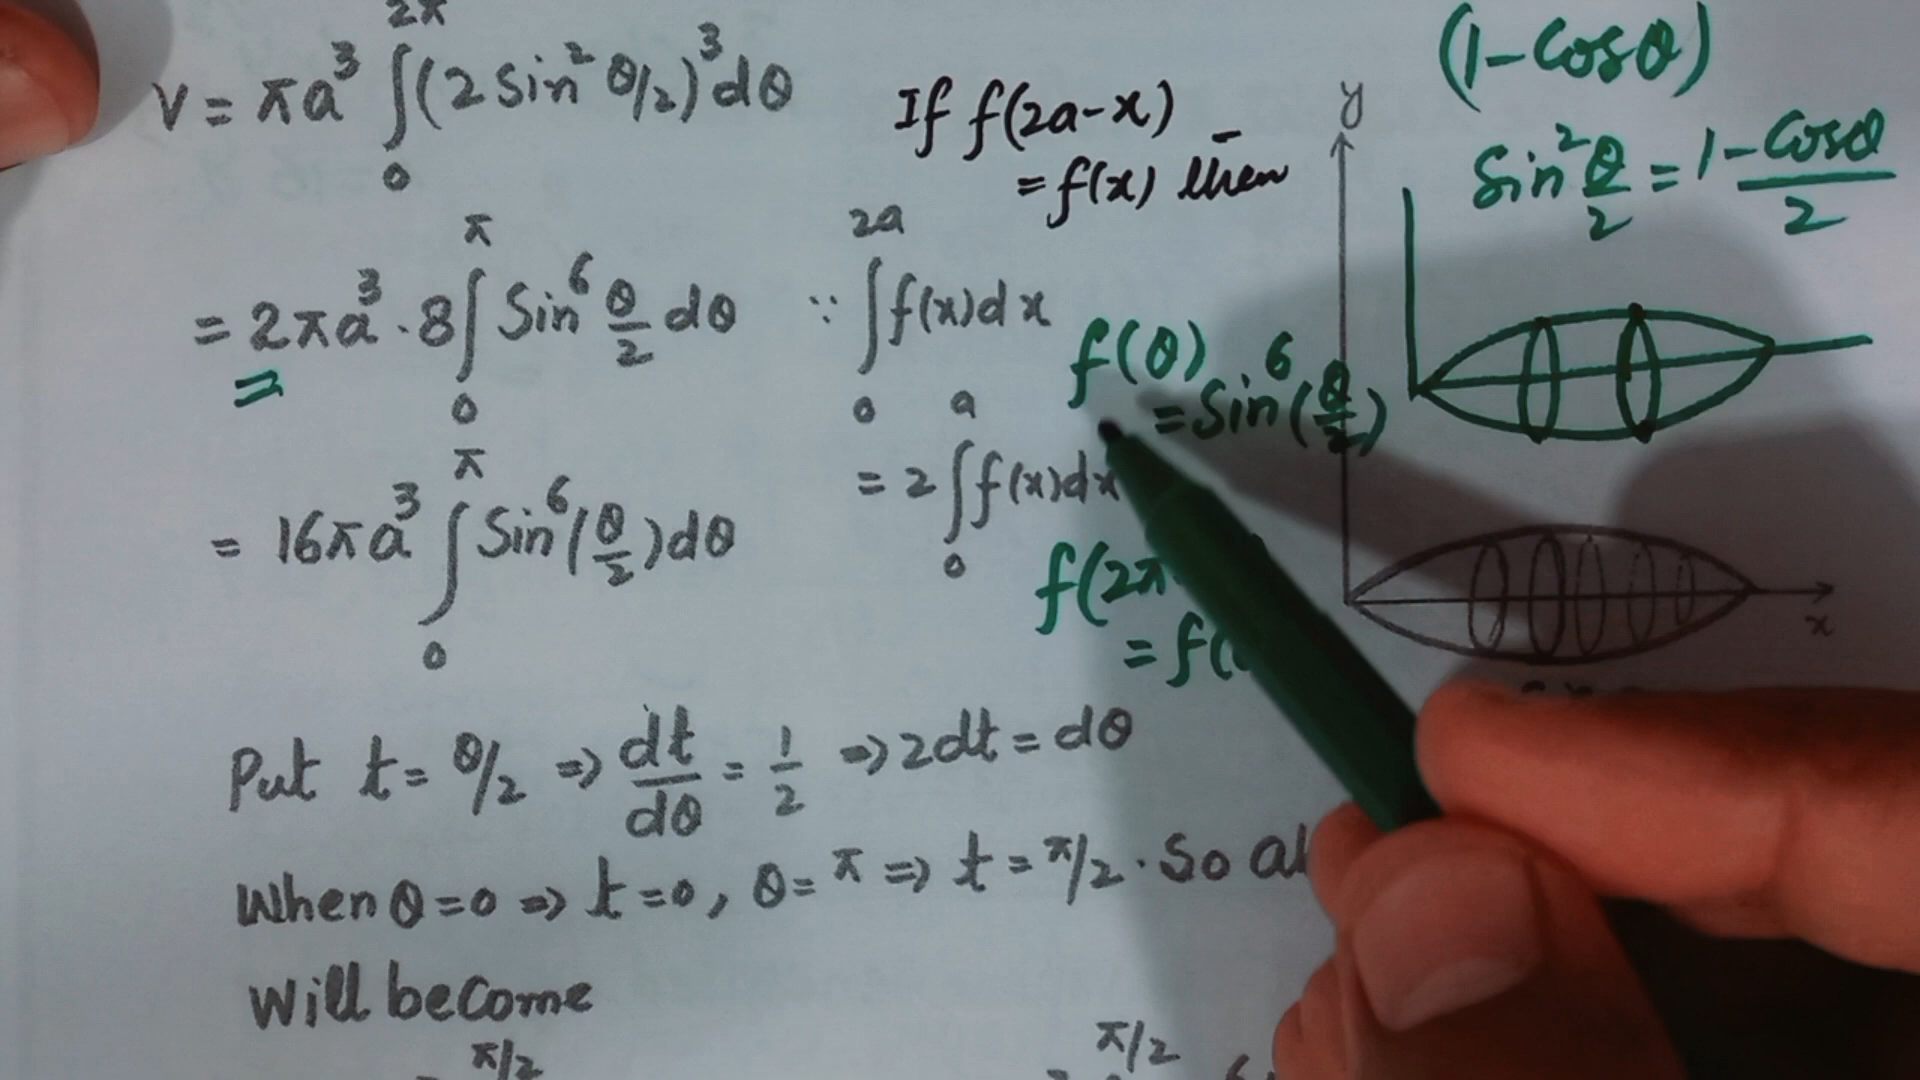 2π
V = πa³ ∫(2 Sin² θ/2)³ dθ
0
π
= 2πa³ · 8 ∫ Sin⁶ θ/2 dθ
0
π
= 16πa³ ∫ Sin⁶(θ/2) dθ
0
Put t = θ/2 ⇒ dt/dθ = 1/2 ⇒ 2dt = dθ
When θ = 0 ⇒ t = 0, θ = π ⇒ t = π/2 . So
Will become
π/2
π/2
If f(2a-x)
= f(x) then
2a
∵ ∫ f(x) dx
0
a
= 2 ∫ f(x) dx
0
f(θ)
= Sin⁶(θ/2)
f(2π
= f(
y
x
(1-Cosθ)
Sin² θ/2 = 1-Cosθ/2